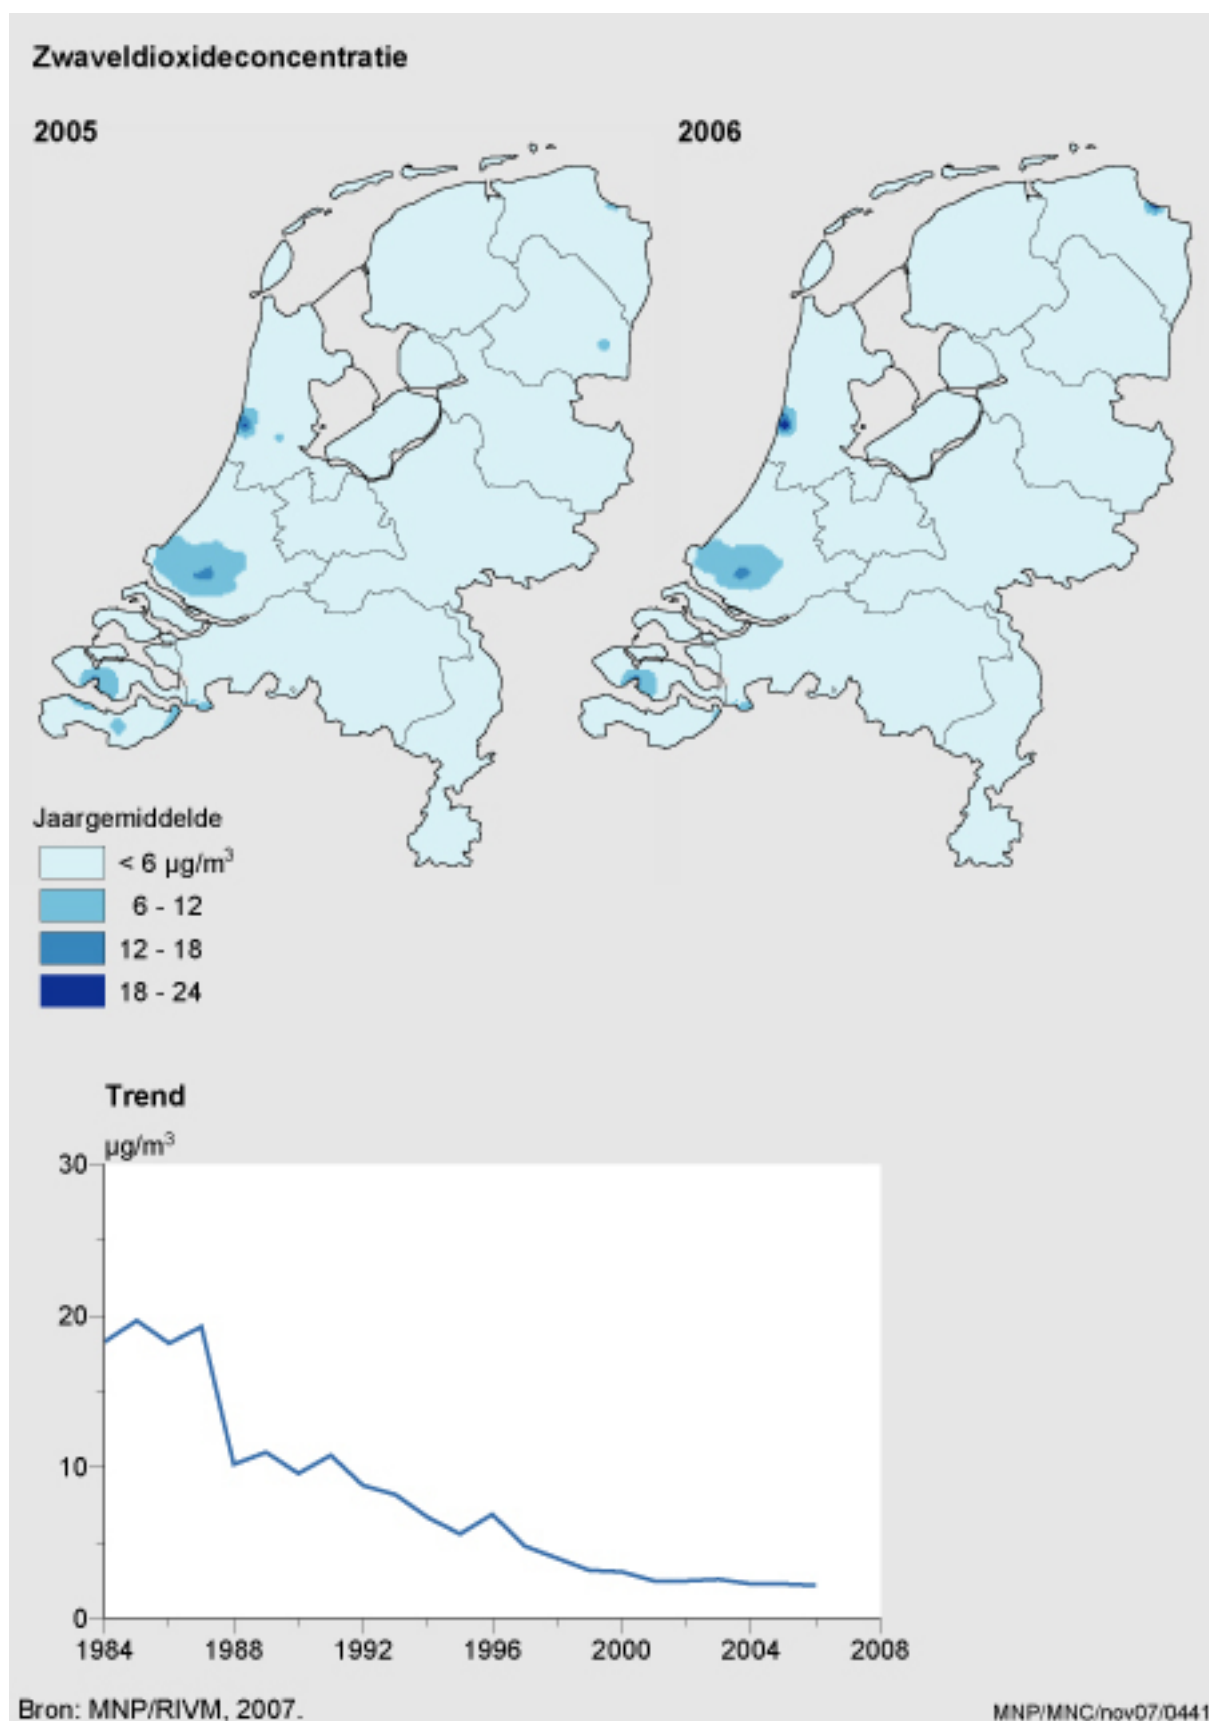 Zwaveldioxideconcentratie
2005
2006
Jaargemiddelde
< 6 µg/m³
6 - 12
12 - 18
18 - 24
Trend
µg/m³
30
20
10
0
1984 1988 1992 1996 2000 2004 2008
Bron: MNP/RIVM, 2007.
MNP/MNC/nov07/0441